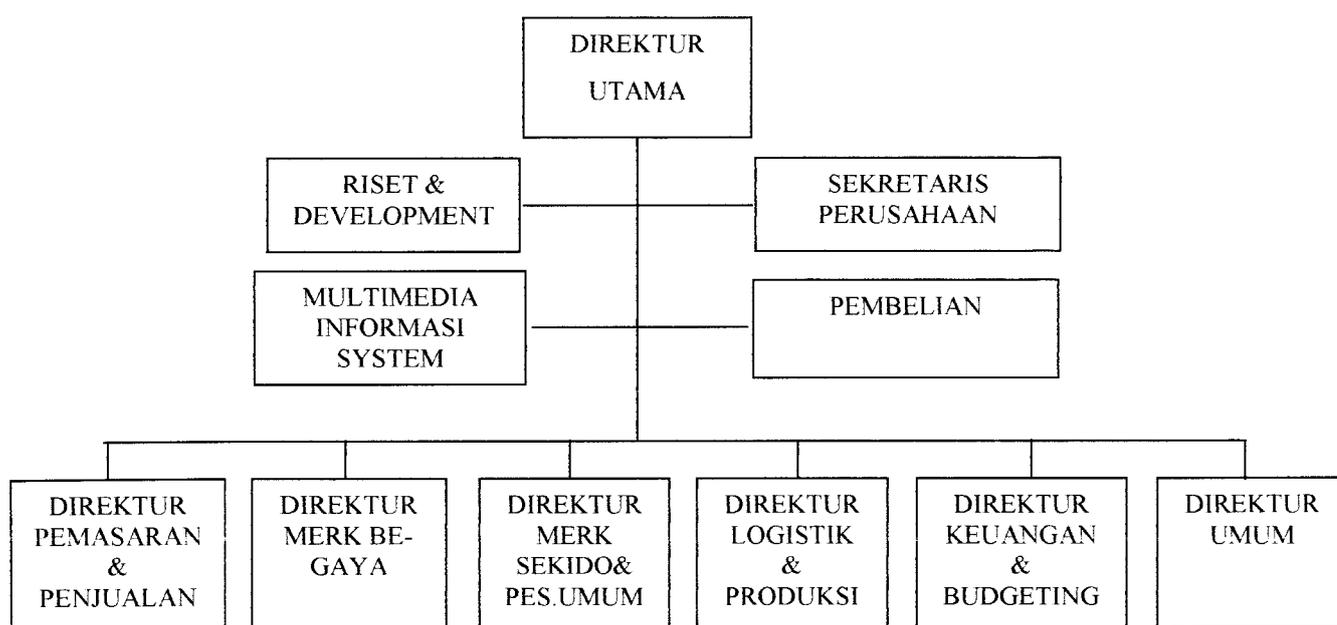 DIREKTUR
UTAMA
RISET &
DEVELOPMENT
SEKRETARIS
PERUSAHAAN
MULTIMEDIA
INFORMASI
SYSTEM
PEMBELIAN
DIREKTUR
PEMASARAN
&
PENJUALAN
DIREKTUR
MERK BE-
GAYA
DIREKTUR
MERK
SEKIDO&
PES.UMUM
DIREKTUR
LOGISTIK
&
PRODUKSI
DIREKTUR
KEUANGAN
&
BUDGETING
DIREKTUR
UMUM